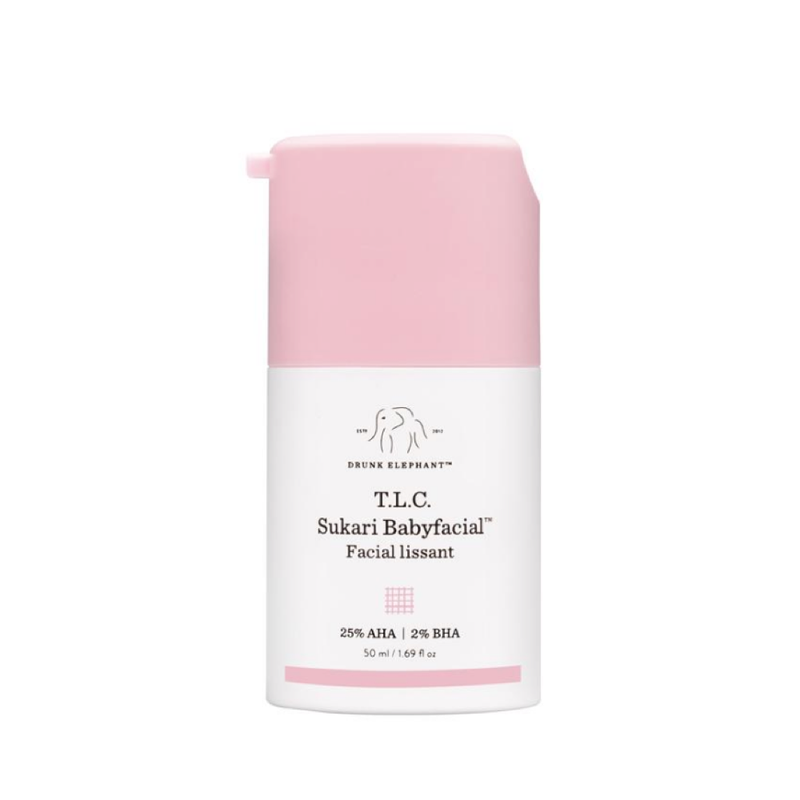 ESTD 2012
DRUNK ELEPHANT™
T.L.C.
Sukari Babyfacial™
Facial lissant
25% AHA | 2% BHA
50 ml / 1.69 fl oz